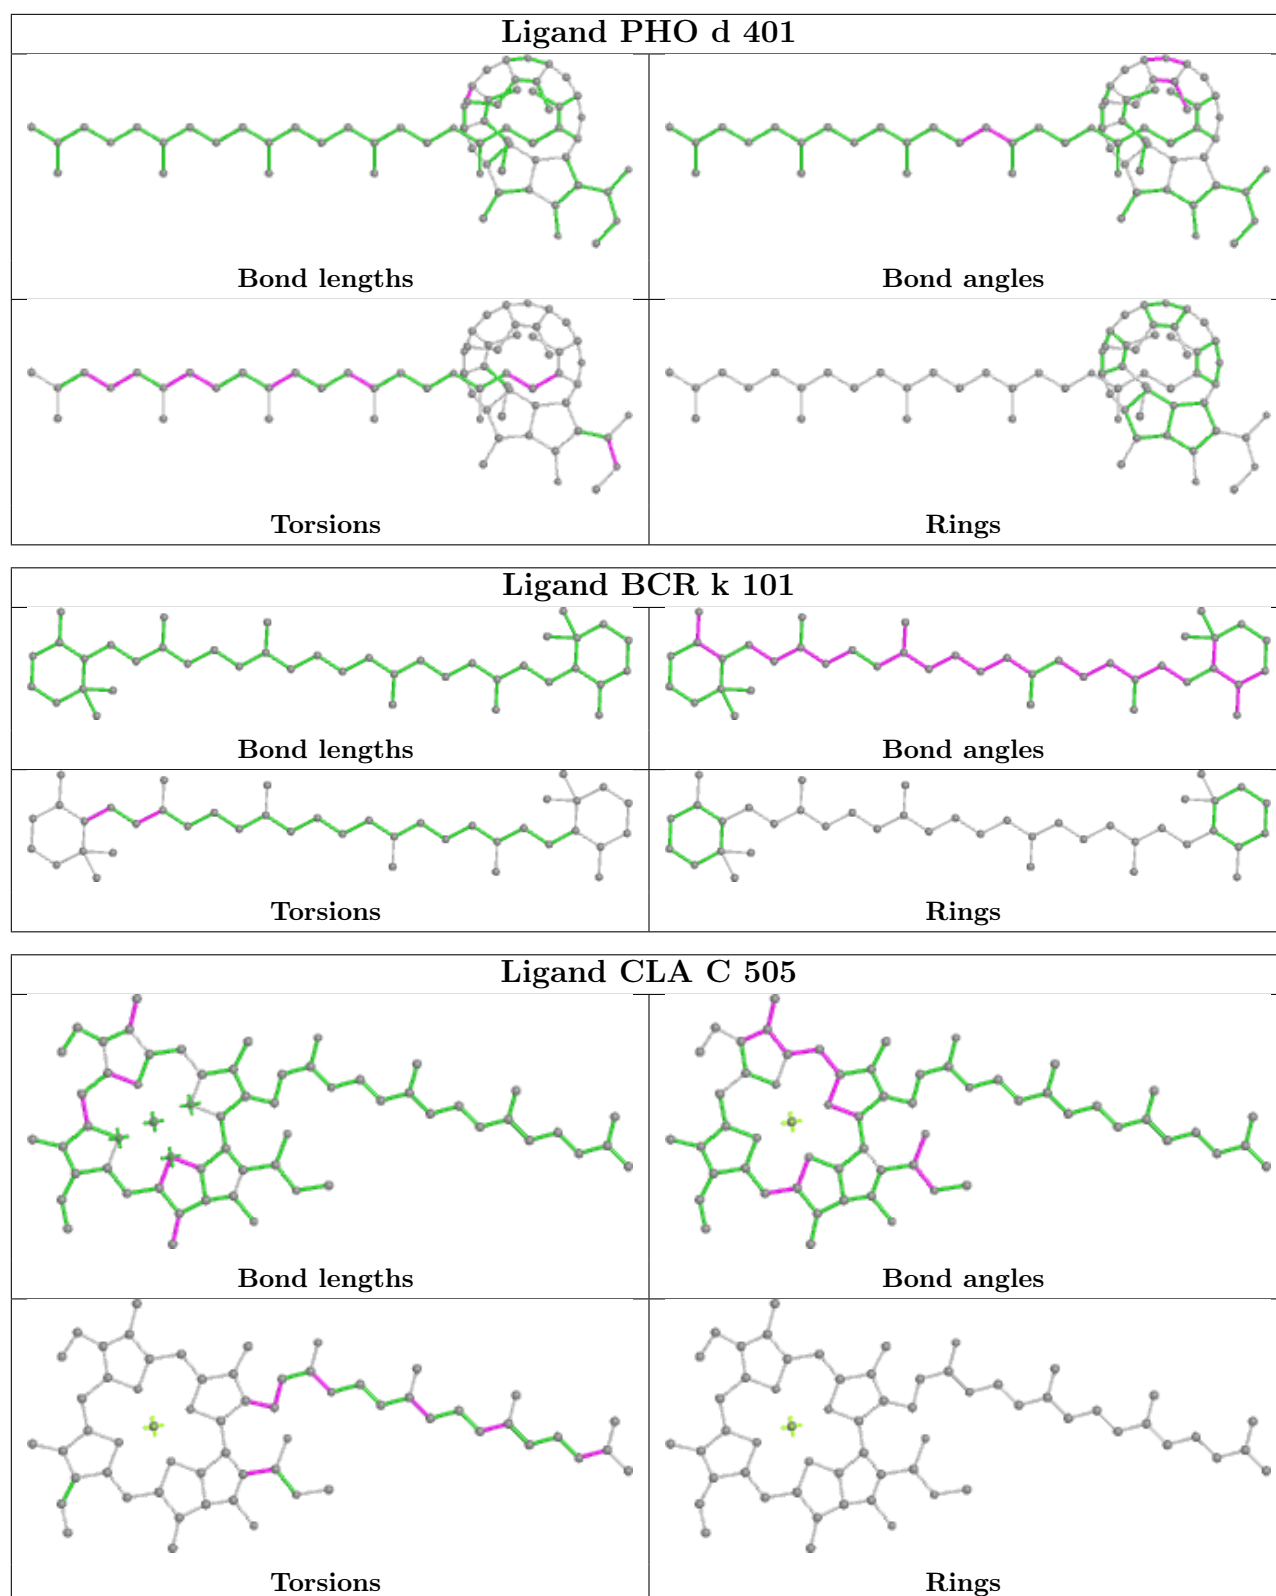 Ligand PHO d 401
Bond lengths
Bond angles
Torsions
Rings
Ligand BCR k 101
Bond lengths
Bond angles
Torsions
Rings
Ligand CLA C 505
Bond lengths
Bond angles
Torsions
Rings